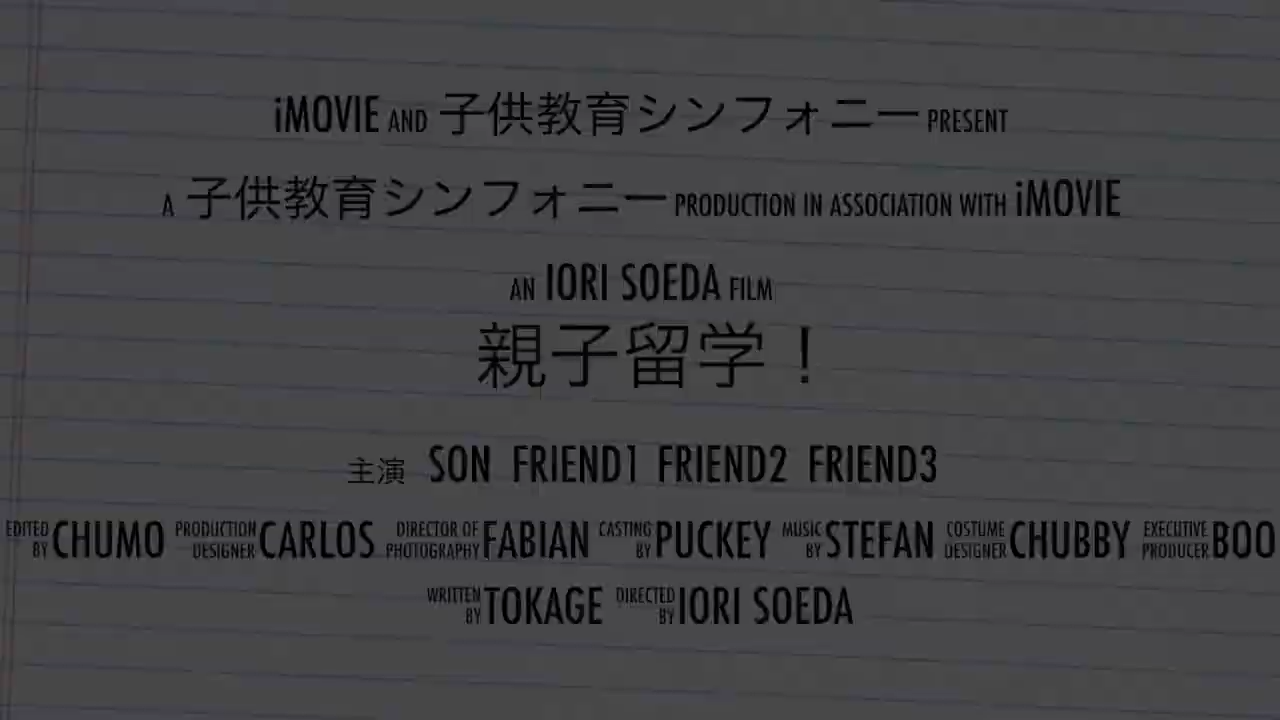 iMOVIE AND 子供教育シンフォニー PRESENT
A 子供教育シンフォニー PRODUCTION IN ASSOCIATION WITH iMOVIE
AN IORI SOEDA FILM
親子留学！
主演 SON FRIEND1 FRIEND2 FRIEND3
EDITED BY CHUMO PRODUCTION DESIGNER CARLOS DIRECTOR OF PHOTOGRAPHY FABIAN CASTING BY PUCKEY MUSIC BY STEFAN COSTUME DESIGNER CHUBBY EXECUTIVE PRODUCER BOO
WRITTEN BY TOKAGE DIRECTED BY IORI SOEDA